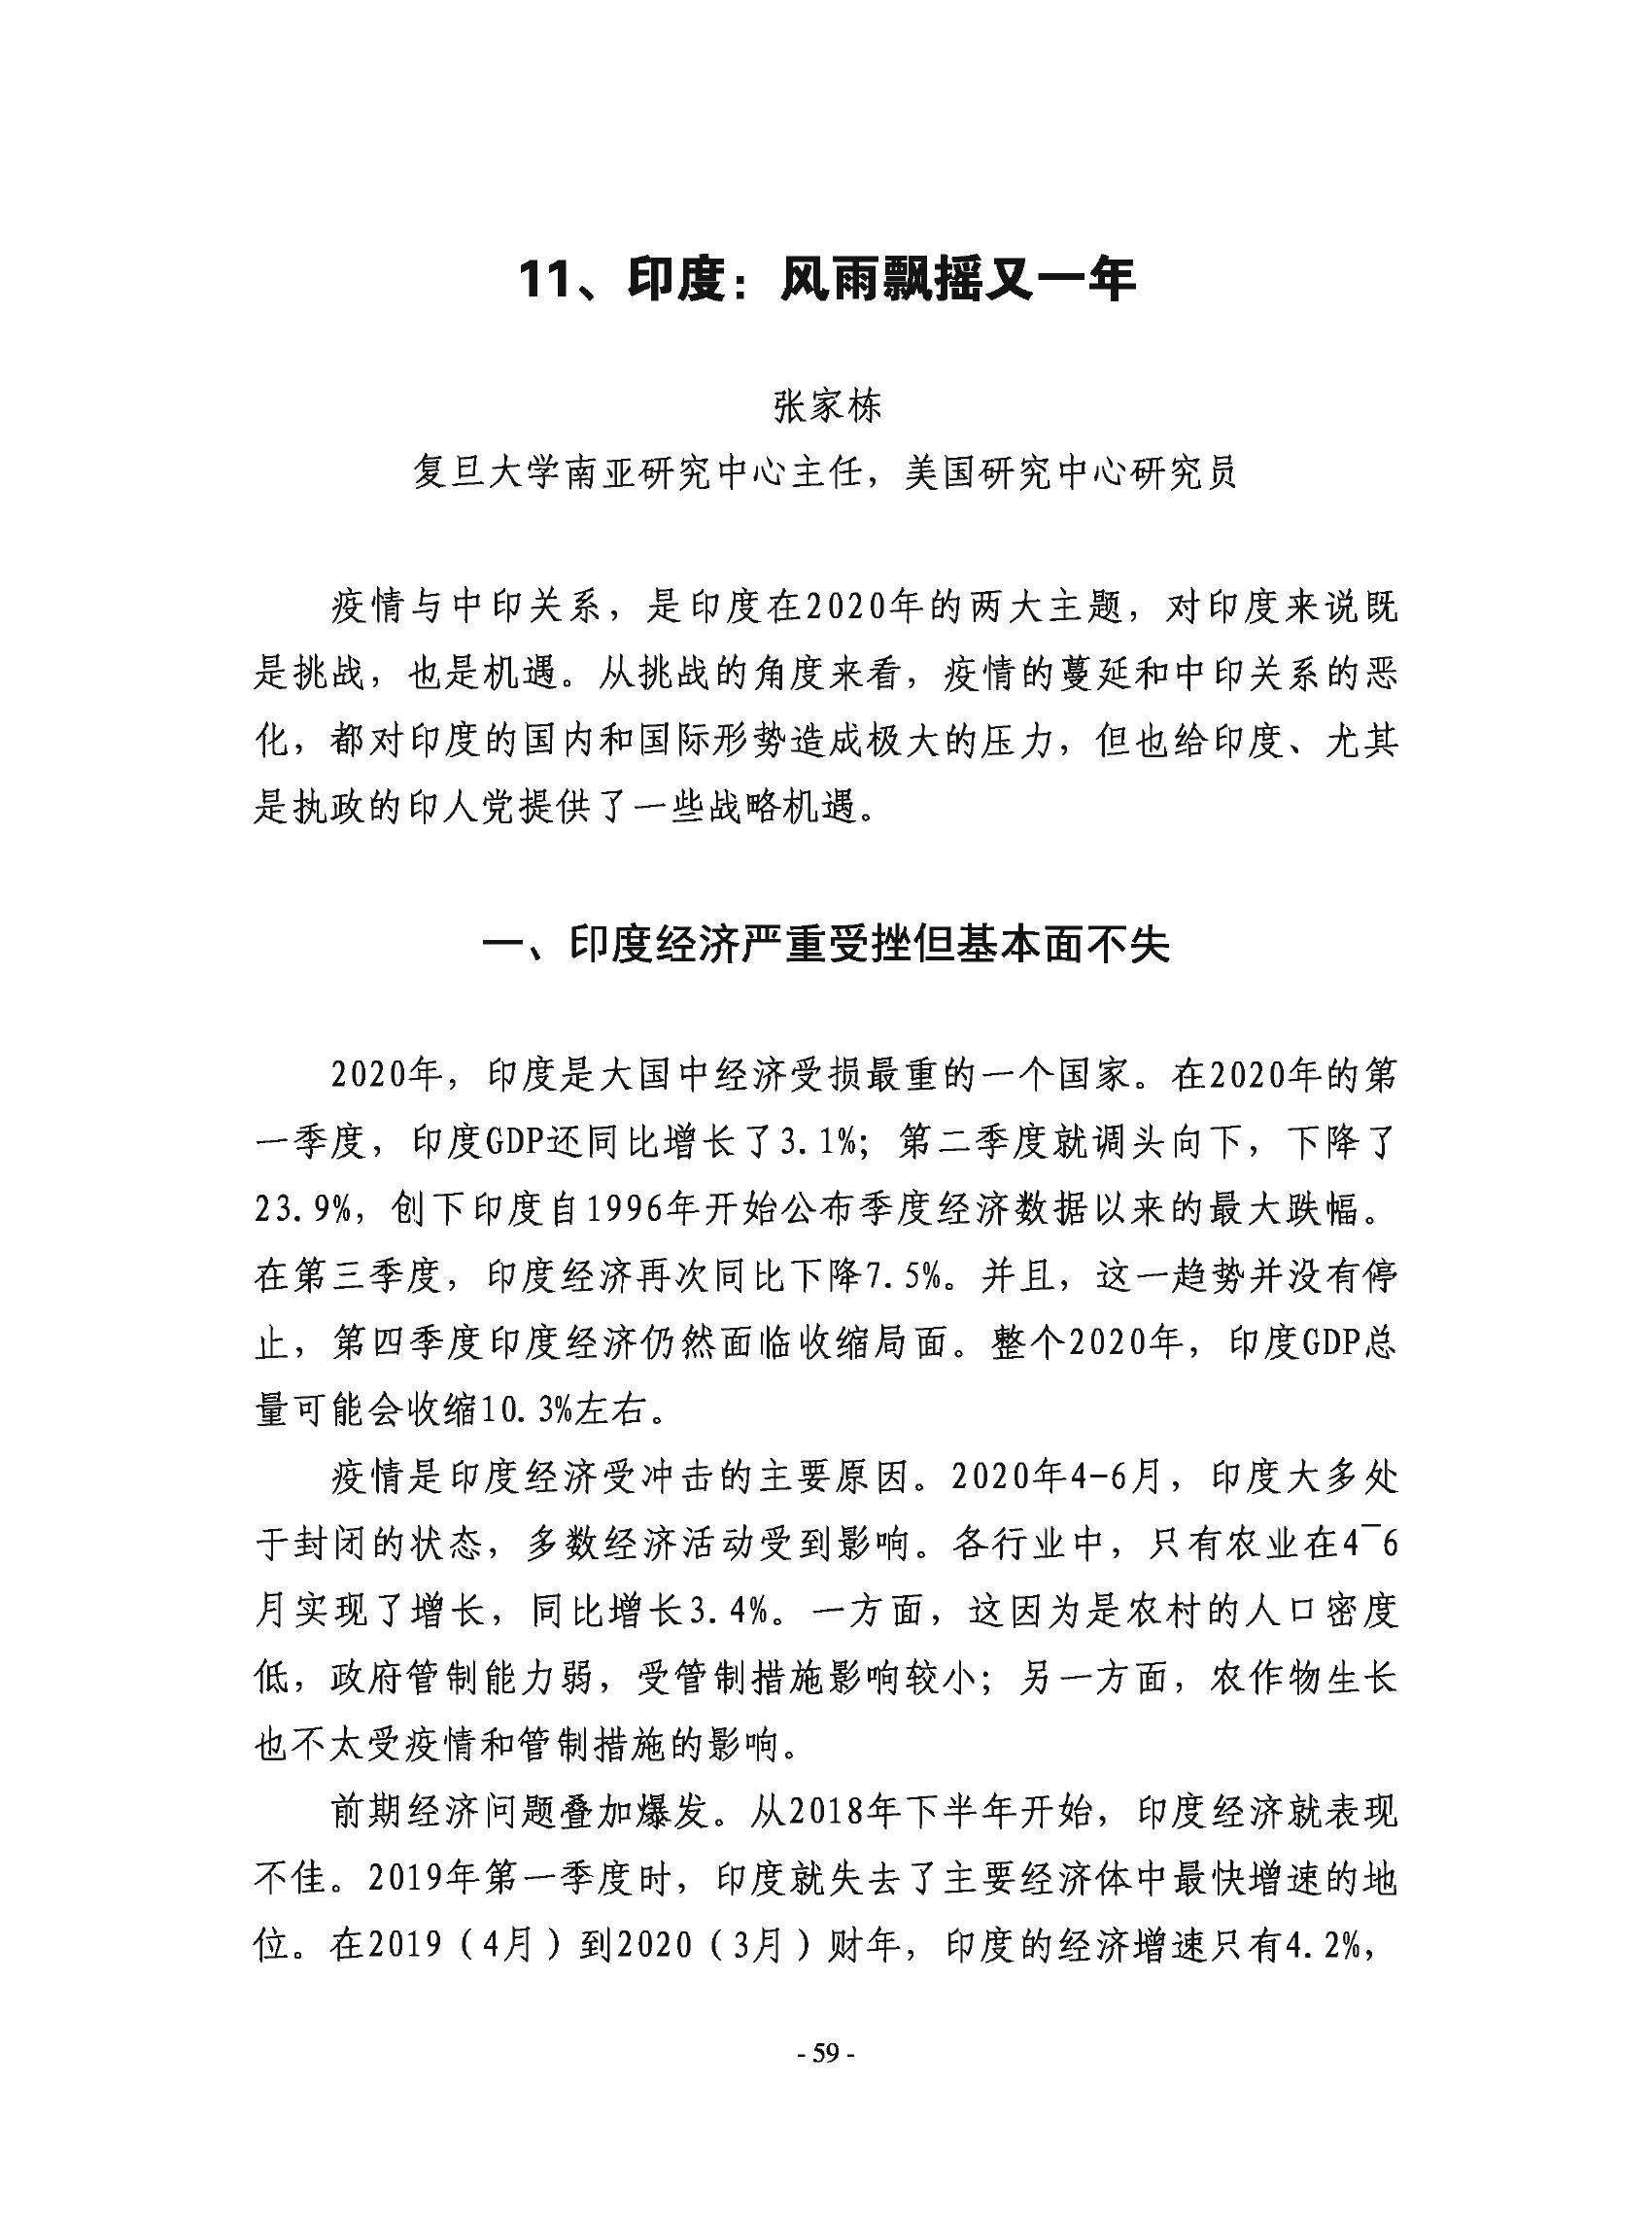 11、印度：风雨飘摇又一年
张家栋
复旦大学南亚研究中心主任，美国研究中心研究员
疫情与中印关系，是印度在2020年的两大主题，对印度来说既
是挑战，也是机遇。从挑战的角度来看，疫情的蔓延和中印关系的恶
化，都对印度的国内和国际形势造成极大的压力，但也给印度、尤其
是执政的印人党提供了一些战略机遇。
一、印度经济严重受挫但基本面不失
2020年，印度是大国中经济受损最重的一个国家。在2020年的第
一季度，印度GDP还同比增长了3.1%；第二季度就调头向下，下降了
23.9%，创下印度自1996年开始公布季度经济数据以来的最大跌幅。
在第三季度，印度经济再次同比下降7.5%。并且，这一趋势并没有停
止，第四季度印度经济仍然面临收缩局面。整个2020年，印度GDP总
量可能会收缩10.3%左右。
疫情是印度经济受冲击的主要原因。2020年4-6月，印度大多处
于封闭的状态，多数经济活动受到影响。各行业中，只有农业在4¯6
月实现了增长，同比增长3.4%。一方面，这因为是农村的人口密度
低，政府管制能力弱，受管制措施影响较小；另一方面，农作物生长
也不太受疫情和管制措施的影响。
前期经济问题叠加爆发。从2018年下半年开始，印度经济就表现
不佳。2019年第一季度时，印度就失去了主要经济体中最快增速的地
位。在2019（4月）到2020（3月）财年，印度的经济增速只有4.2%，
- 59 -